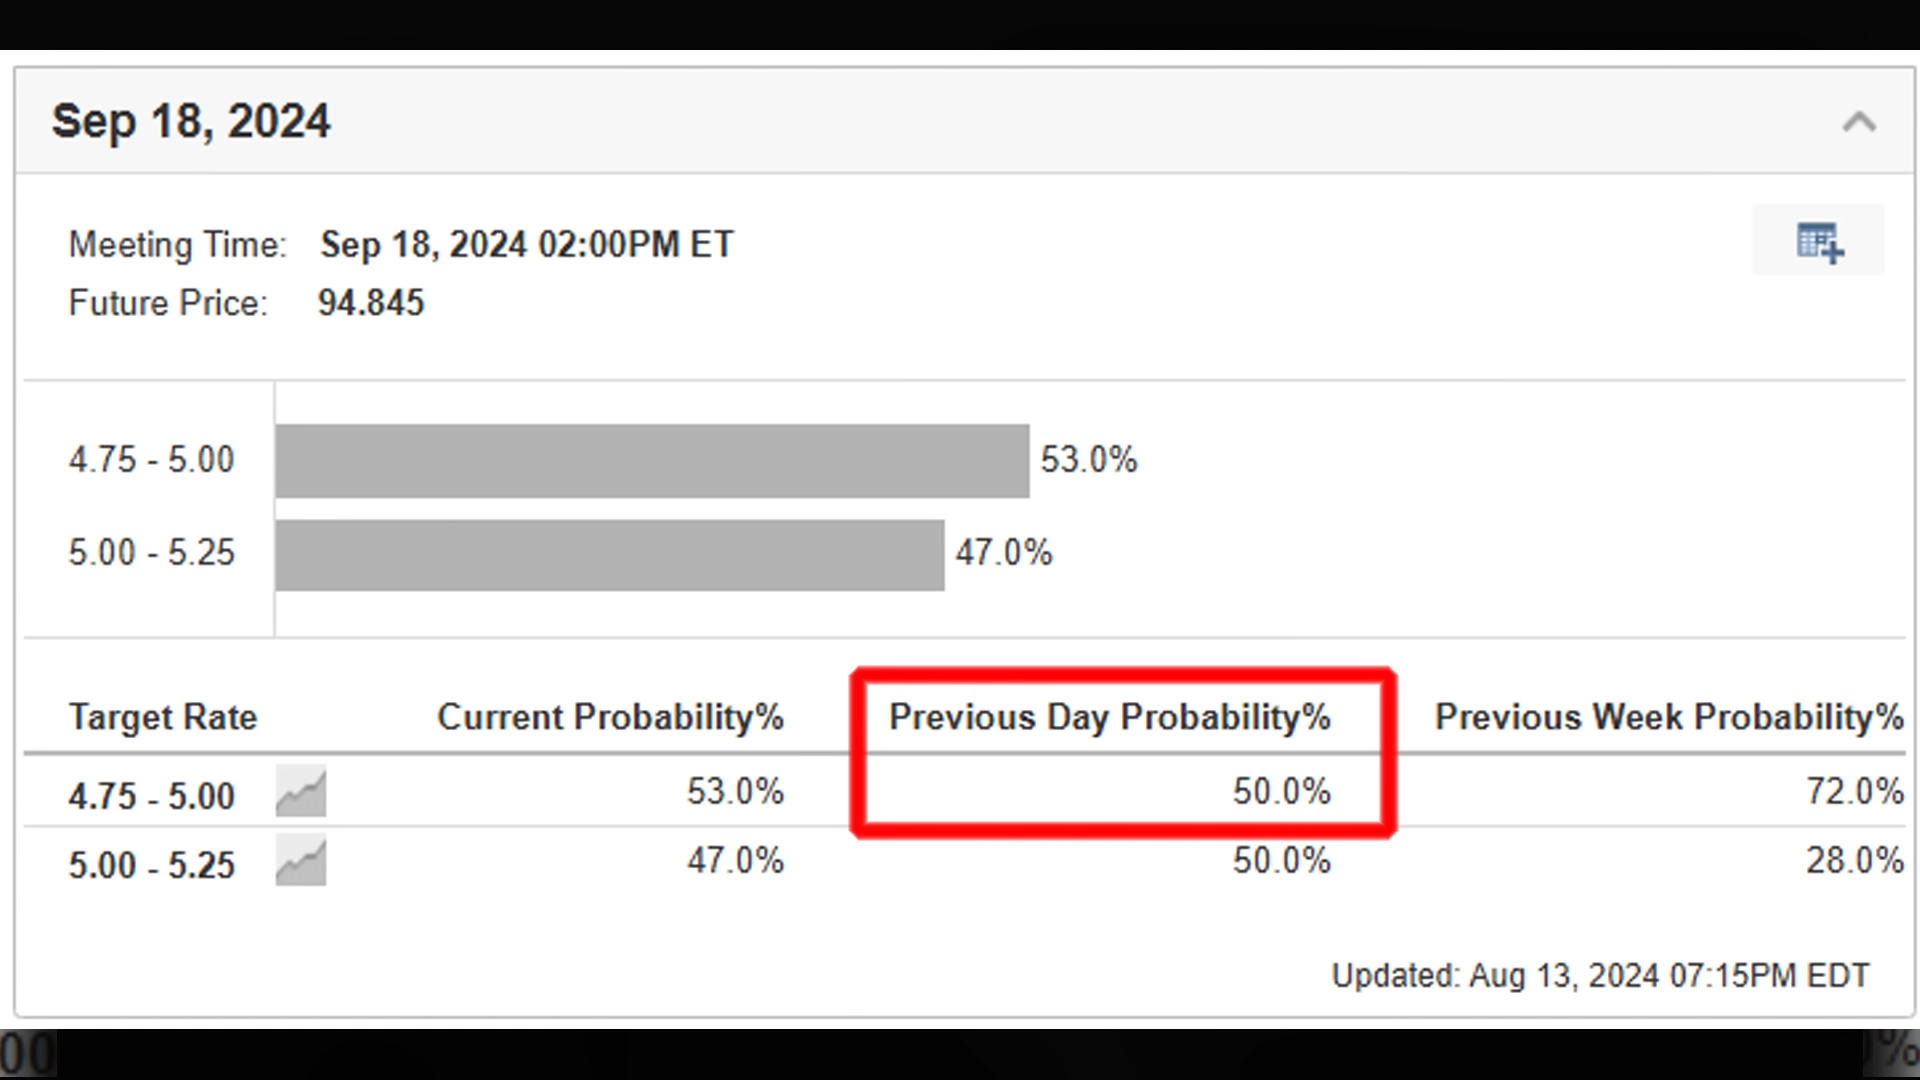 Sep 18, 2024
Meeting Time: Sep 18, 2024 02:00PM ET
Future Price: 94.845
4.75 - 5.00 53.0%
5.00 - 5.25 47.0%
Target Rate Current Probability% Previous Day Probability% Previous Week Probability%
4.75 - 5.00 53.0% 50.0% 72.0%
5.00 - 5.25 47.0% 50.0% 28.0%
Updated: Aug 13, 2024 07:15PM EDT
00 %